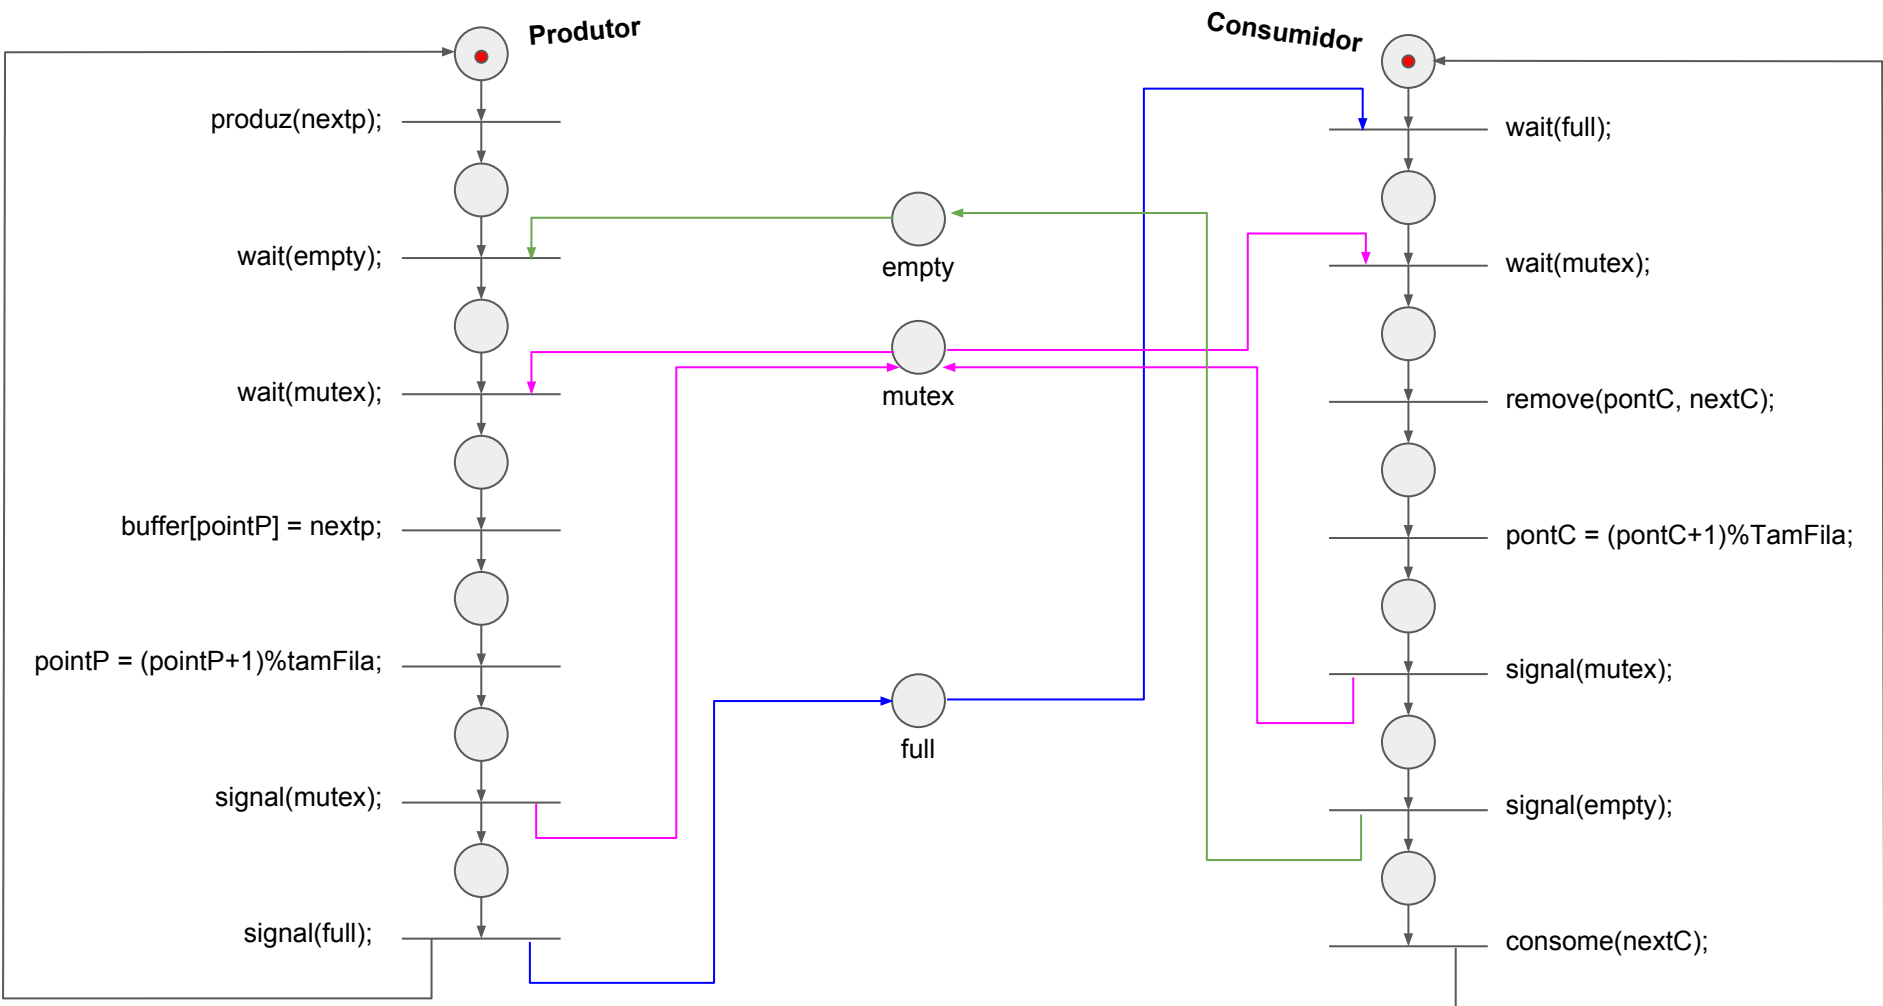 Produtor
Consumidor
produz(nextp);
wait(full);
wait(empty);
empty
wait(mutex);
wait(mutex);
mutex
remove(pontC, nextC);
buffer[pointP] = nextp;
pontC = (pontC+1)%TamFila;
pointP = (pointP+1)%tamFila;
signal(mutex);
full
signal(mutex);
signal(empty);
signal(full);
consome(nextC);